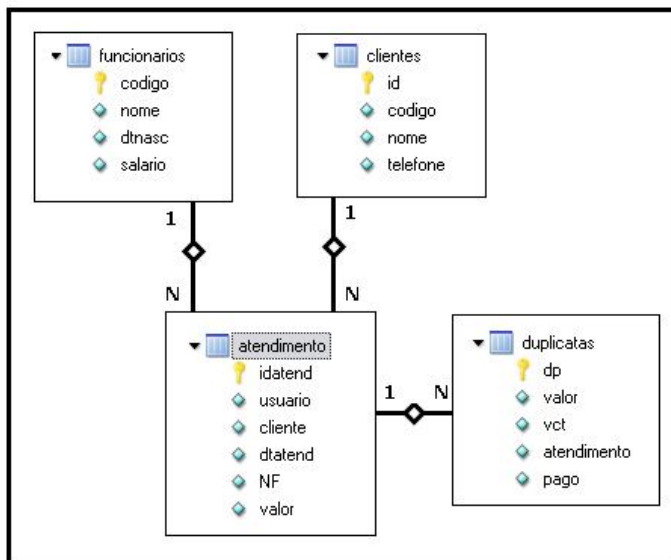 funcionarios
codigo
nome
dtnasc
salario
clientes
id
codigo
nome
telefone
1
1
N
N
atendimento
idatend
usuario
cliente
dtatend
NF
valor
1
N
duplicatas
dp
valor
vct
atendimento
pago